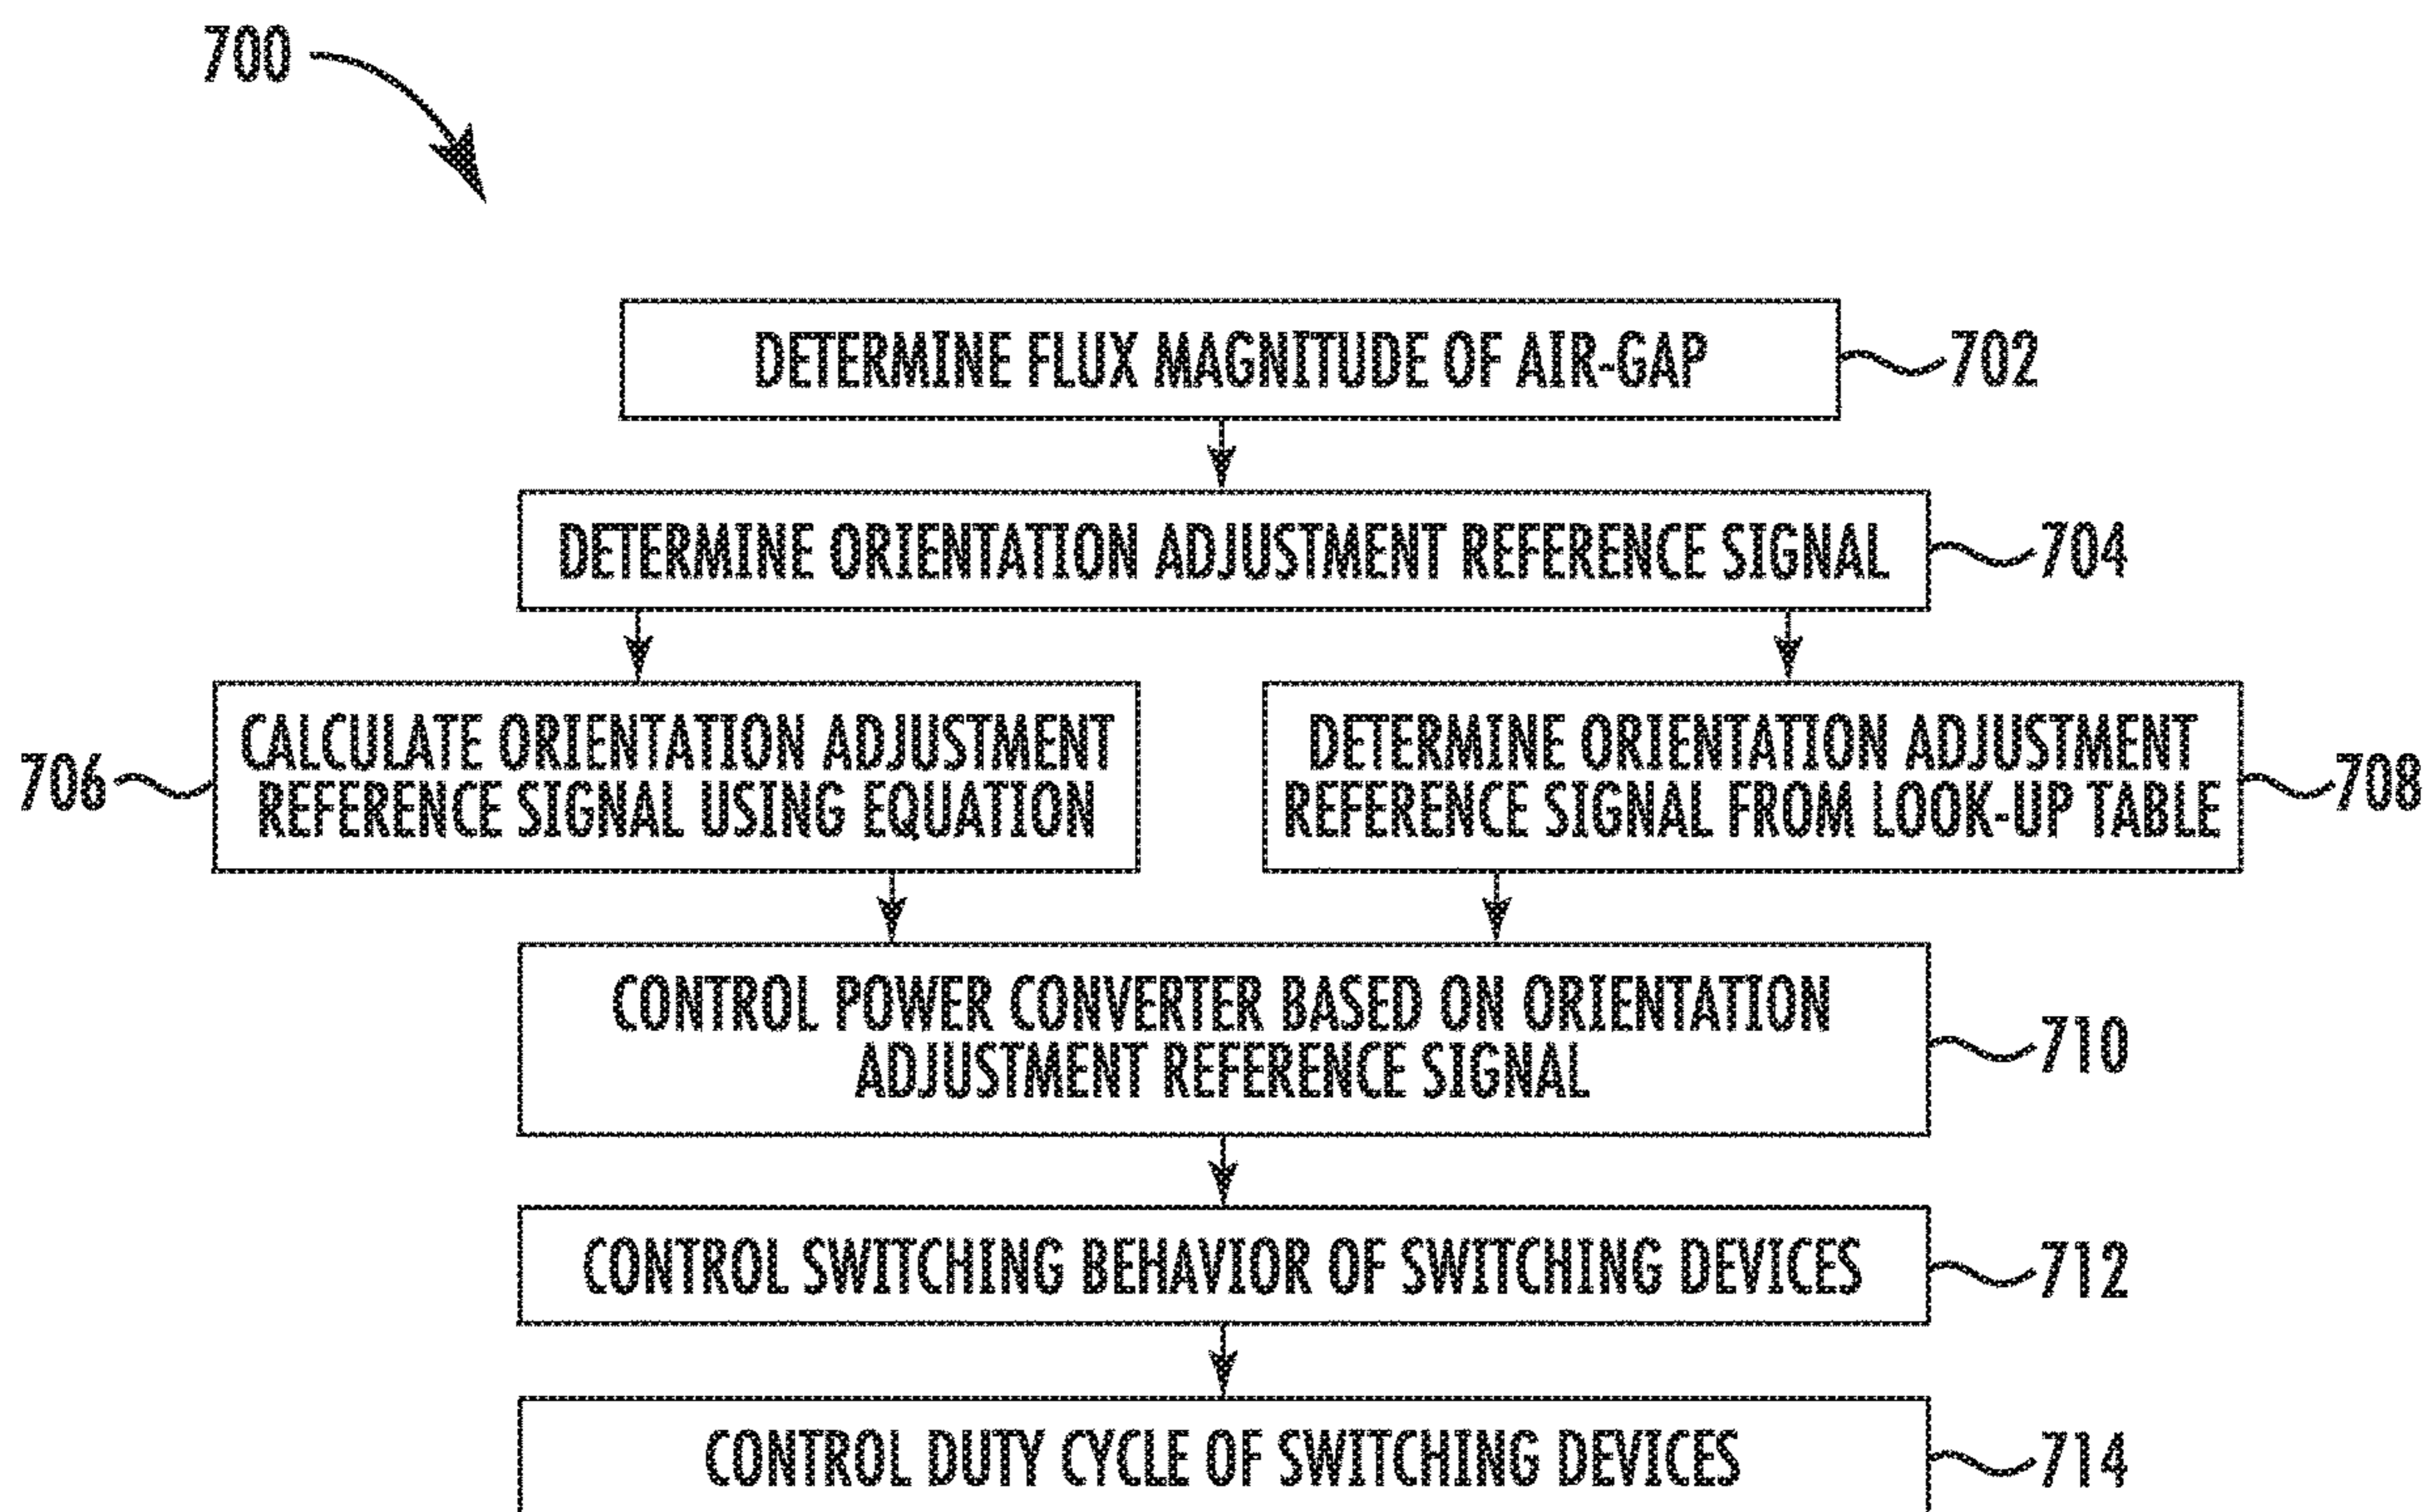 700
DETERMINE FLUX MAGNITUDE OF AIR-GAP
702
DETERMINE ORIENTATION ADJUSTMENT REFERENCE SIGNAL
704
706
CALCULATE ORIENTATION ADJUSTMENT
REFERENCE SIGNAL USING EQUATION
DETERMINE ORIENTATION ADJUSTMENT
REFERENCE SIGNAL FROM LOOK-UP TABLE
708
CONTROL POWER CONVERTER BASED ON ORIENTATION
ADJUSTMENT REFERENCE SIGNAL
710
CONTROL SWITCHING BEHAVIOR OF SWITCHING DEVICES
712
CONTROL DUTY CYCLE OF SWITCHING DEVICES
714